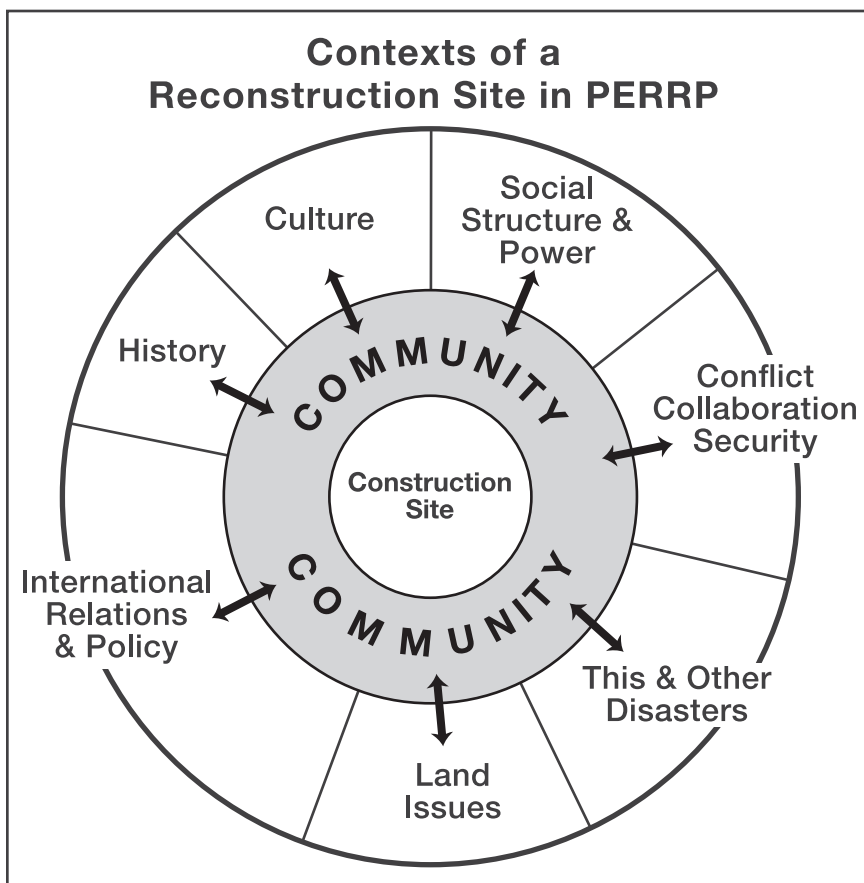 Contexts of a
Reconstruction Site in PERRP
Culture
Social
Structure &
Power
History
COMMUNITY
Conflict
Collaboration
Security
Construction
Site
International
Relations
& Policy
COMMUNITY
This & Other
Disasters
Land
Issues